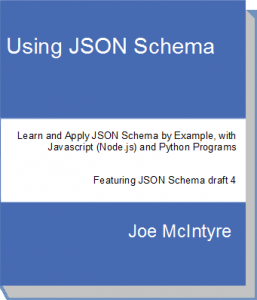 Using JSON Schema
Learn and Apply JSON Schema by Example, with
Javascript (Node.js) and Python Programs
Featuring JSON Schema draft 4
Joe McIntyre